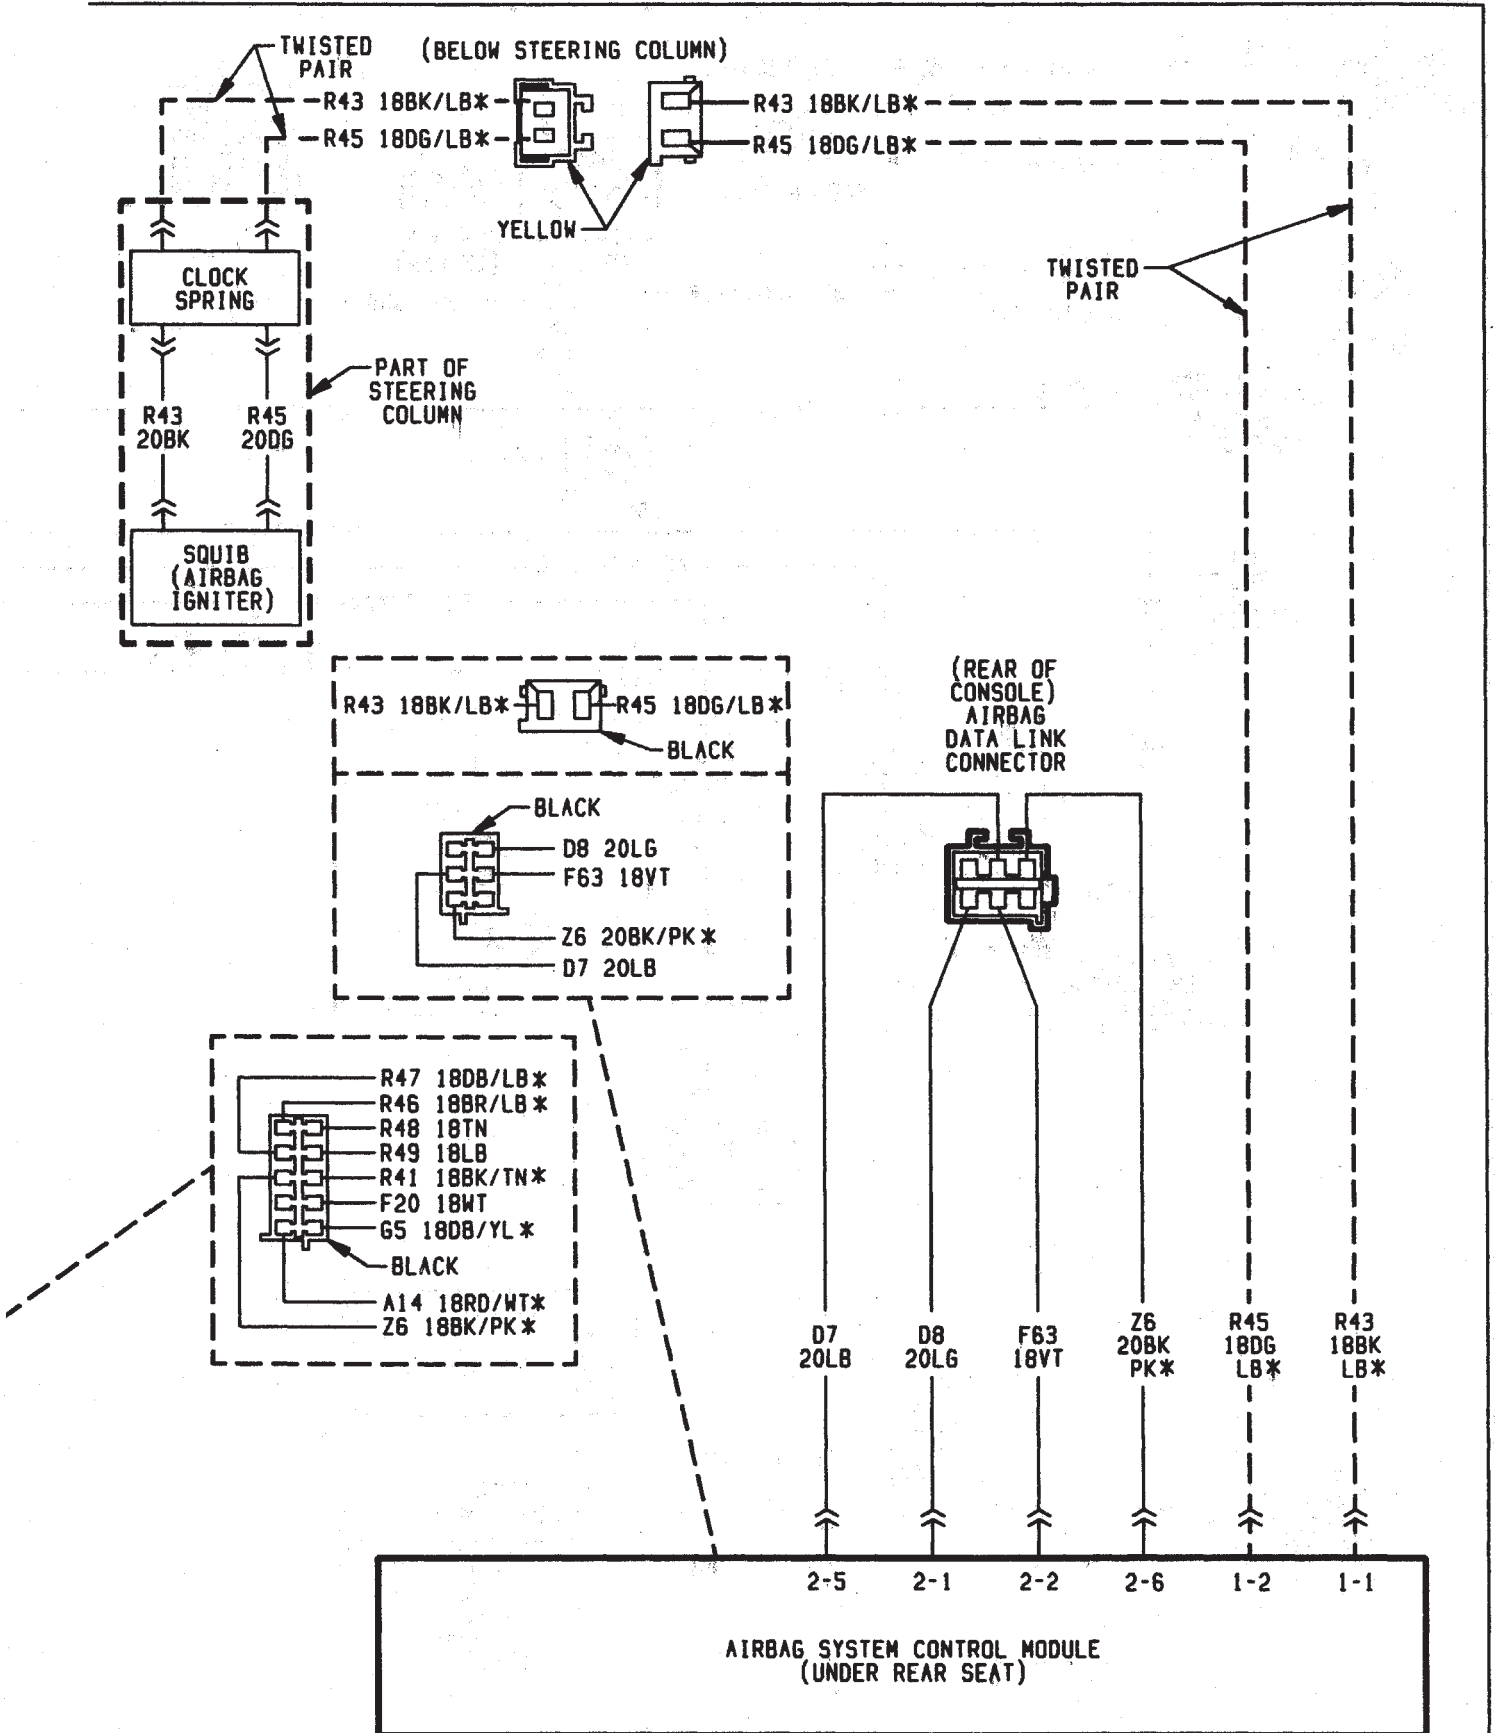 TWISTED
PAIR
(BELOW STEERING COLUMN)
R43 18BK/LB*
R45 18DG/LB*
R43 18BK/LB*
R45 18DG/LB*
YELLOW
TWISTED
PAIR
CLOCK
SPRING
PART OF
STEERING
COLUMN
R43
20BK
R45
20DG
SQUIB
(AIRBAG
IGNITER)
R43 18BK/LB*
R45 18DG/LB*
BLACK
BLACK
D8 20LG
F63 18VT
Z6 20BK/PK*
D7 20LB
(REAR OF
CONSOLE)
AIRBAG
DATA LINK
CONNECTOR
R47 18DB/LB*
R46 18BR/LB*
R48 18TN
R49 18LB
R41 18BK/TN*
F20 18WT
G5 18DB/YL*
BLACK
A14 18RD/WT*
Z6 18BK/PK*
D7
20LB
D8
20LG
F63
18VT
Z6
20BK
PK*
R45
18DG
LB*
R43
18BK
LB*
2-5
2-1
2-2
2-6
1-2
1-1
AIRBAG SYSTEM CONTROL MODULE
(UNDER REAR SEAT)